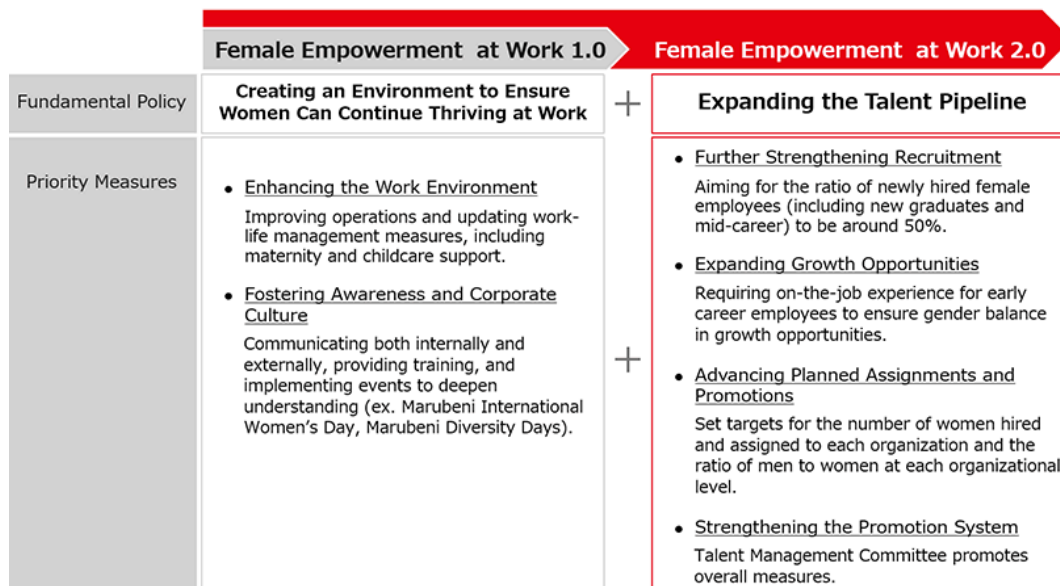 Female Empowerment at Work 1.0
Female Empowerment at Work 2.0
Fundamental Policy
Creating an Environment to Ensure
Women Can Continue Thriving at Work
+
Expanding the Talent Pipeline
Priority Measures
• Enhancing the Work Environment
Improving operations and updating work-
life management measures, including
maternity and childcare support.
• Fostering Awareness and Corporate
Culture
Communicating both internally and
externally, providing training, and
implementing events to deepen
understanding (ex. Marubeni International
Women's Day, Marubeni Diversity Days).
+
• Further Strengthening Recruitment
Aiming for the ratio of newly hired female
employees (including new graduates and
mid-career) to be around 50%.
• Expanding Growth Opportunities
Requiring on-the-job experience for early
career employees to ensure gender balance
in growth opportunities.
• Advancing Planned Assignments and
Promotions
Set targets for the number of women hired
and assigned to each organization and the
ratio of men to women at each organizational
level.
• Strengthening the Promotion System
Talent Management Committee promotes
overall measures.